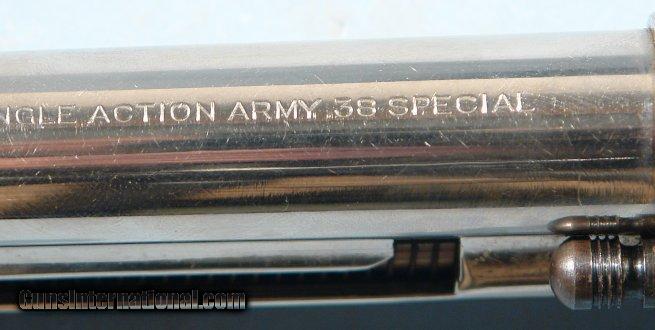 NGLE ACTION ARMY .38 SPECIAL
GunsInternational.com